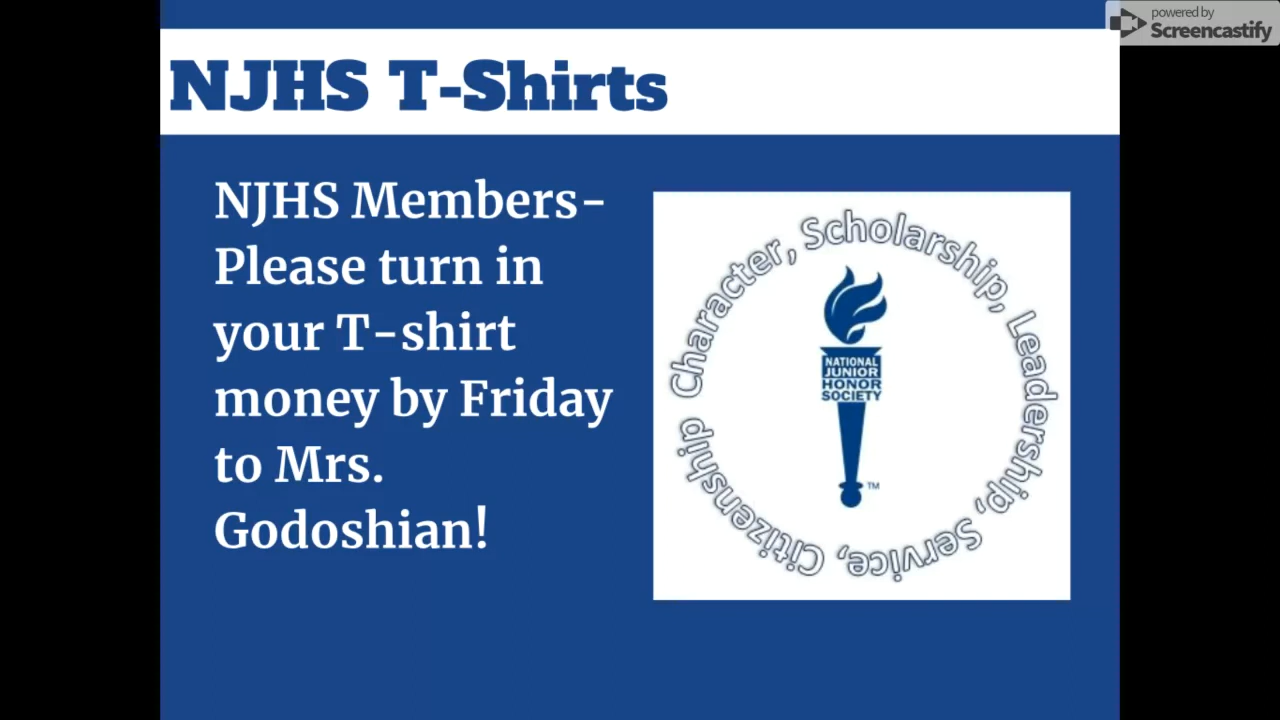 powered by
Screencastify
NJHS T-Shirts
NJHS Members-
Please turn in
your T-shirt
money by Friday
to Mrs.
Godoshian!
Character, Scholarship, Leadership, Service, Citizenship
NATIONAL
JUNIOR
HONOR
SOCIETY
TM